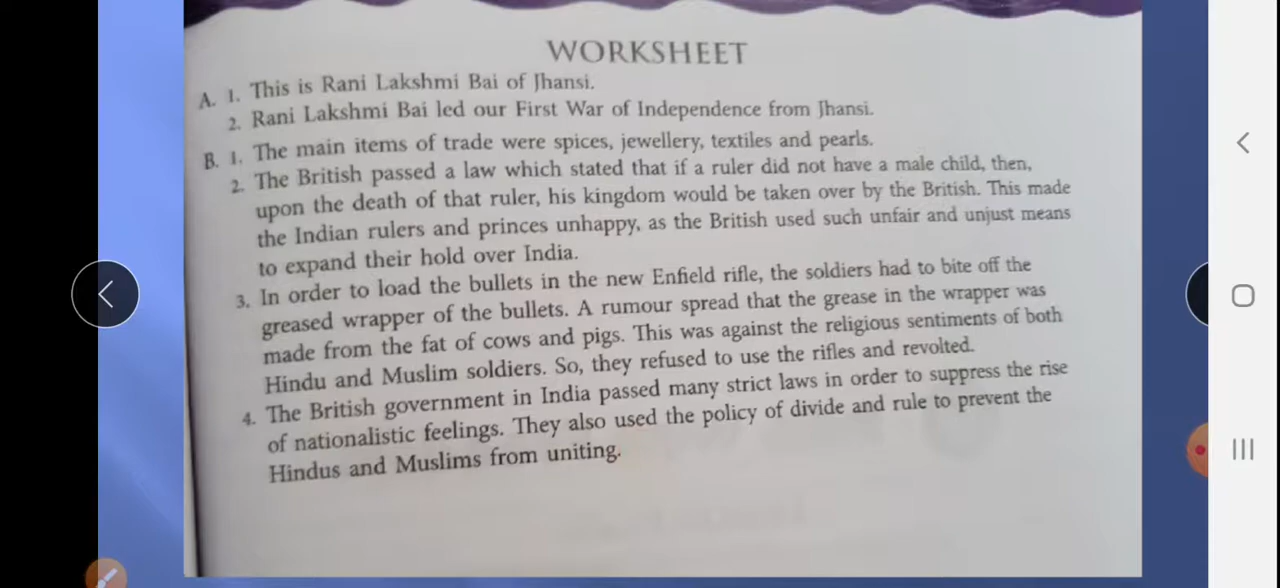 WORKSHEET
A. 1. This is Rani Lakshmi Bai of Jhansi.
2. Rani Lakshmi Bai led our First War of Independence from Jhansi.
B. 1. The main items of trade were spices, jewellery, textiles and pearls.
2. The British passed a law which stated that if a ruler did not have a male child, then,
upon the death of that ruler, his kingdom would be taken over by the British. This made
the Indian rulers and princes unhappy, as the British used such unfair and unjust means
to expand their hold over India.
3. In order to load the bullets in the new Enfield rifle, the soldiers had to bite off the
greased wrapper of the bullets. A rumour spread that the grease in the wrapper was
made from the fat of cows and pigs. This was against the religious sentiments of both
Hindu and Muslim soldiers. So, they refused to use the rifles and revolted.
4. The British government in India passed many strict laws in order to suppress the rise
of nationalistic feelings. They also used the policy of divide and rule to prevent the
Hindus and Muslims from uniting.